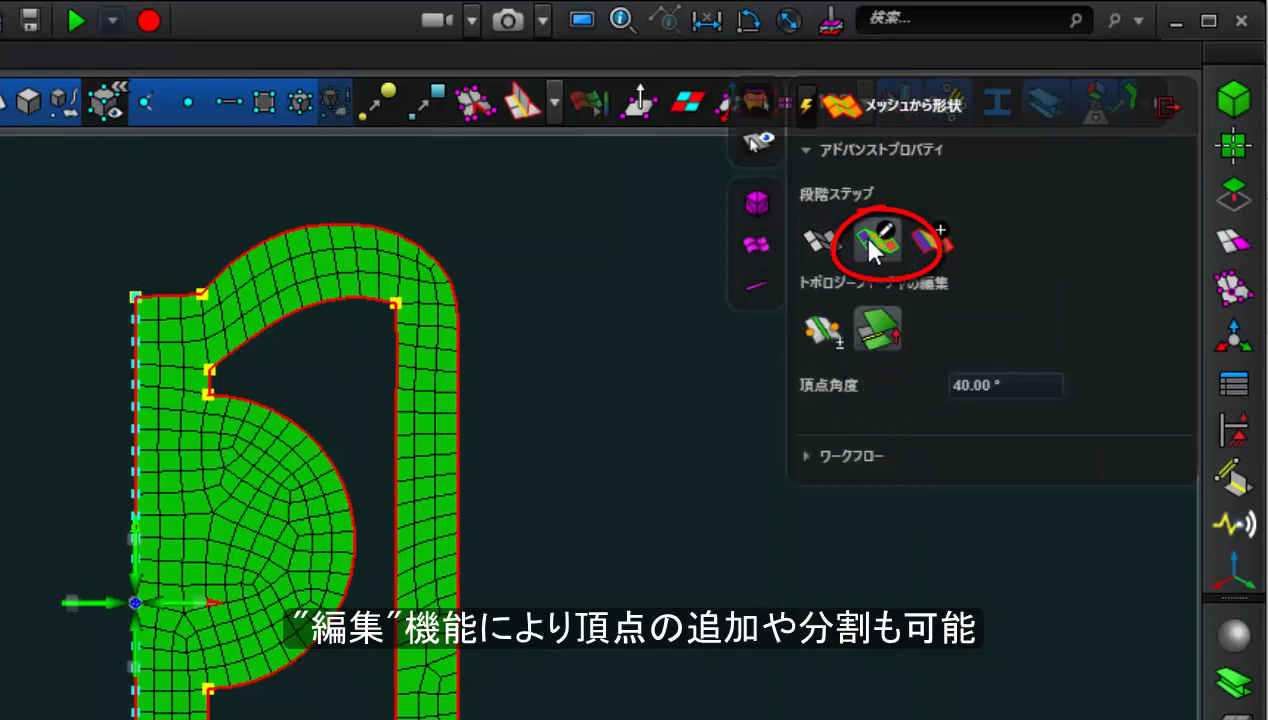 検索...
メッシュから形状
アドバンストプロパティ
段階ステップ
トポロジーの編集
頂点角度
40.00 °
ワークフロー
"編集"機能により頂点の追加や分割も可能